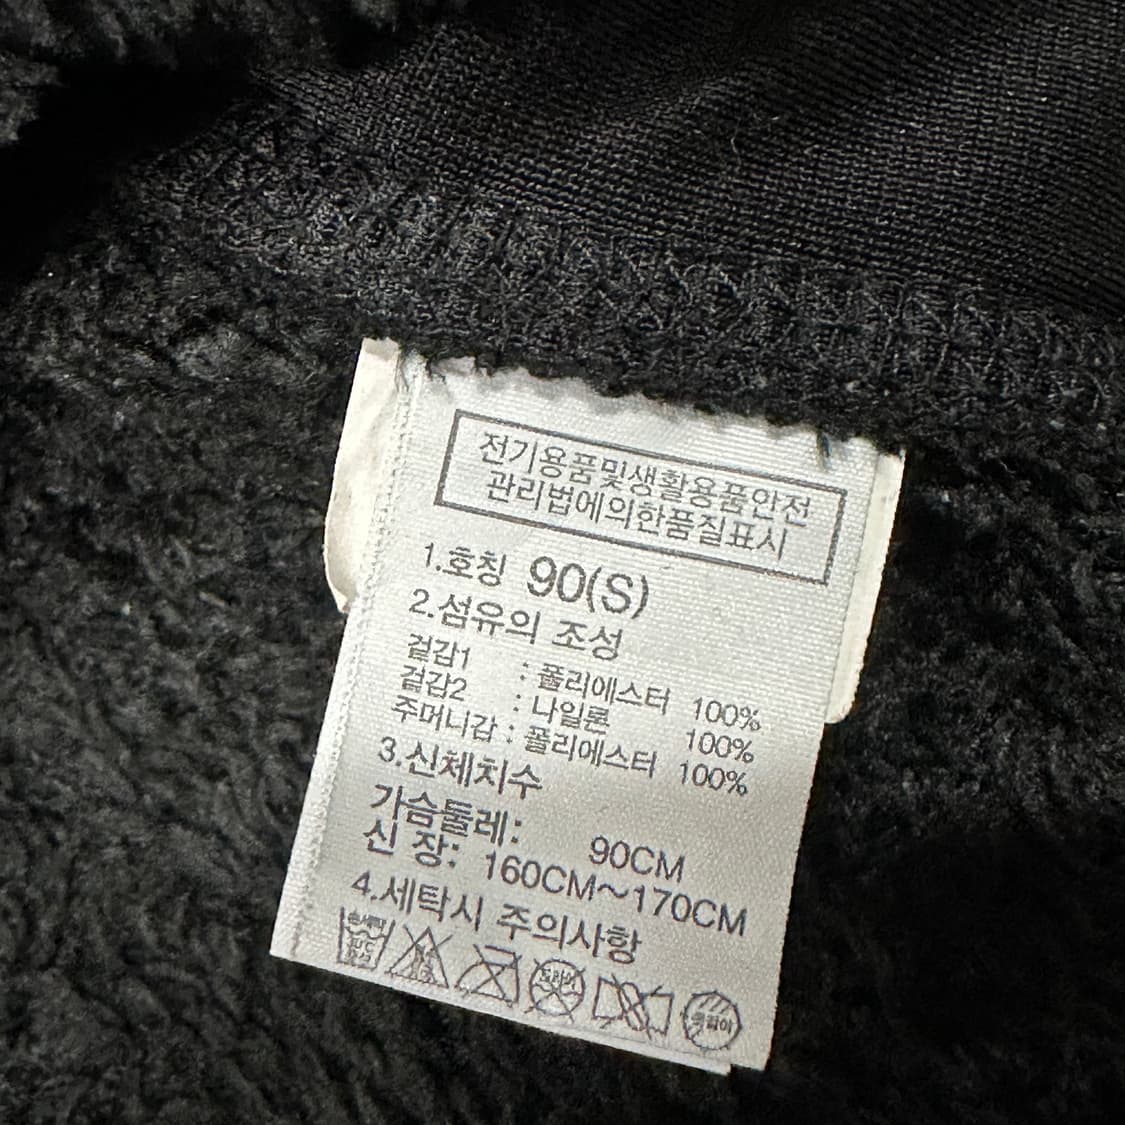 전기용품및생활용품안전
관리법에의한품질표시
1.호칭 90(S)
2.섬유의 조성
겉감1 : 폴리에스터 100%
겉감2 : 나일론 100%
주머니감 : 폴리에스터 100%
3.신체치수
가슴둘레: 90CM
신 장: 160CM~170CM
4.세탁시 주의사항